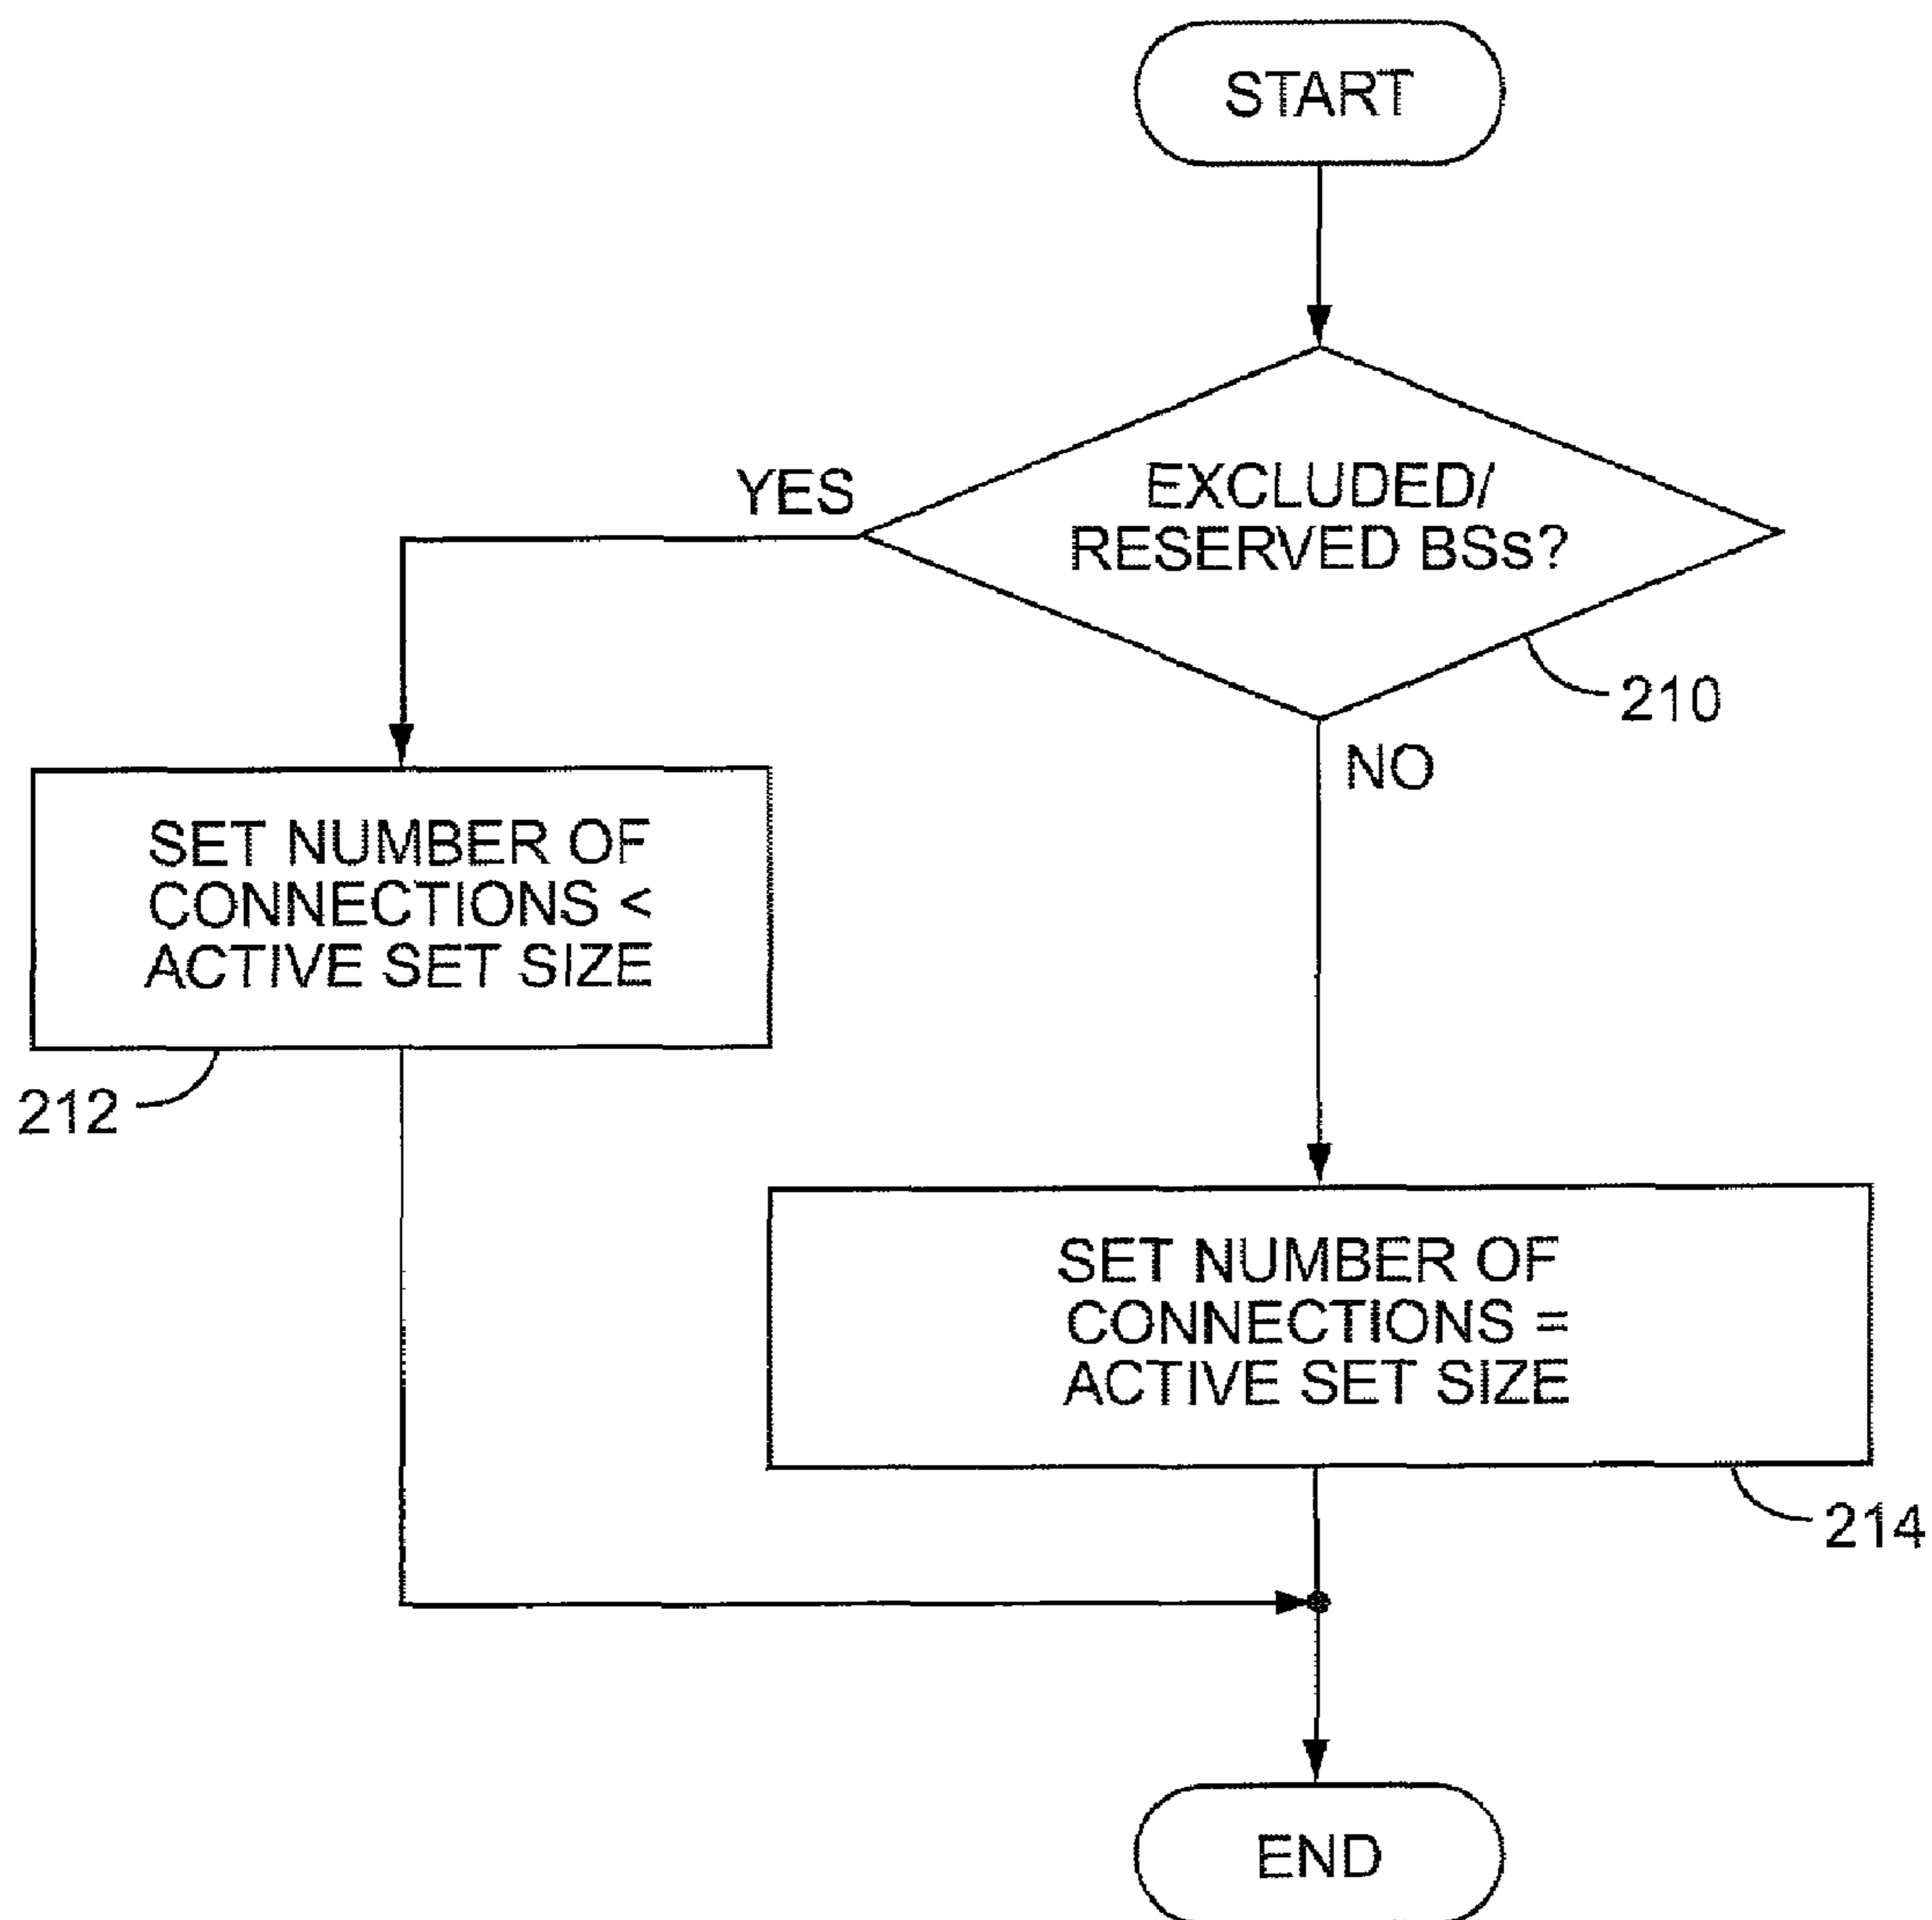 START
EXCLUDED/
RESERVED BSs?
YES
210
NO
SET NUMBER OF
CONNECTIONS <
ACTIVE SET SIZE
212
SET NUMBER OF
CONNECTIONS =
ACTIVE SET SIZE
214
END